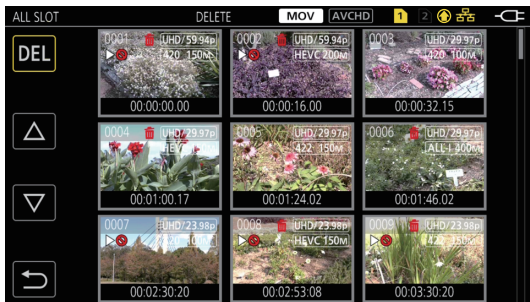 ALL SLOT DELETE MOV AVCHD 1 2
DEL
0001 UHD/59.94p
420 150M
00:00:00.00
0002 UHD/59.94p
HEVC 200M
00:00:16.00
0003 UHD/29.97p
420 100M
00:00:32.15
0004 UHD/29.97p
HEVC
00:01:00.17
0005 UHD/29.97p
422 150M
00:01:24.02
0006 UHD/29.97p
ALL-I 400M
00:01:46.02
0007 UHD/23.98p
420 100M
00:02:30:20
0008 UHD/23.98p
HEVC 150M
00:02:53:08
0009 UHD/23.98p
422 150M
00:03:30:20